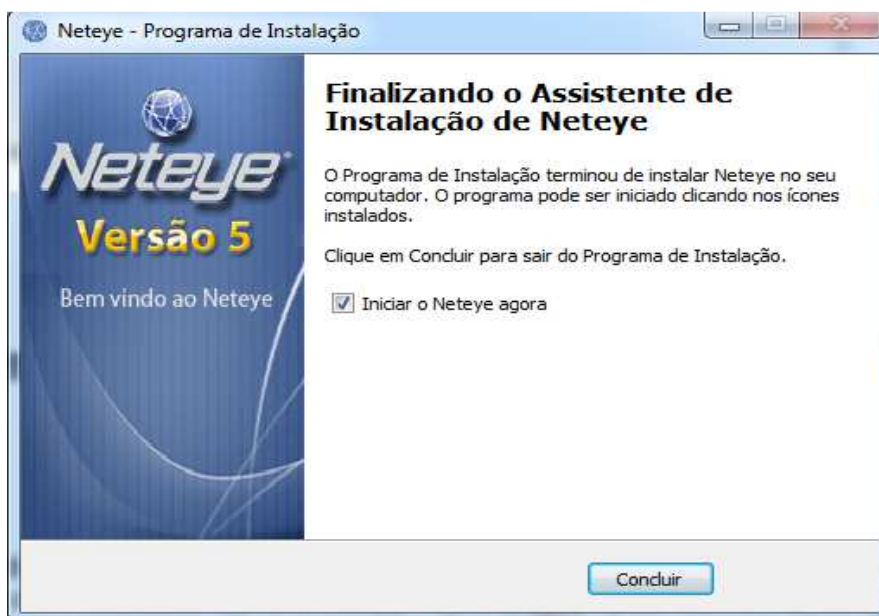 Neteye - Programa de Instalação
Neteye
Versão 5
Bem vindo ao Neteye
Finalizando o Assistente de
Instalação de Neteye
O Programa de Instalação terminou de instalar Neteye no seu
computador. O programa pode ser iniciado clicando nos ícones
instalados.
Clique em Concluir para sair do Programa de Instalação.
Iniciar o Neteye agora
Concluir